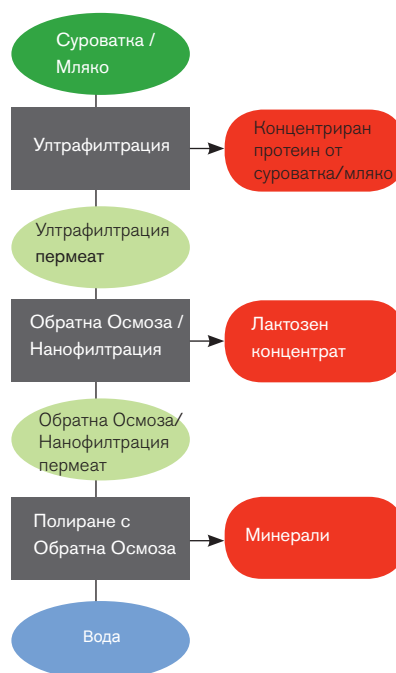 Суроватка /
Мляко
Ултрафилтрация
Концентриран
протеин от
суроватка/мляко
Ултрафилтрация
пермеат
Обратна Осмоза /
Нанофилтрация
Лактозен
концентрат
Обратна Осмоза/
Нанофилтрация
пермеат
Полиране с
Обратна Осмоза
Минерали
Вода